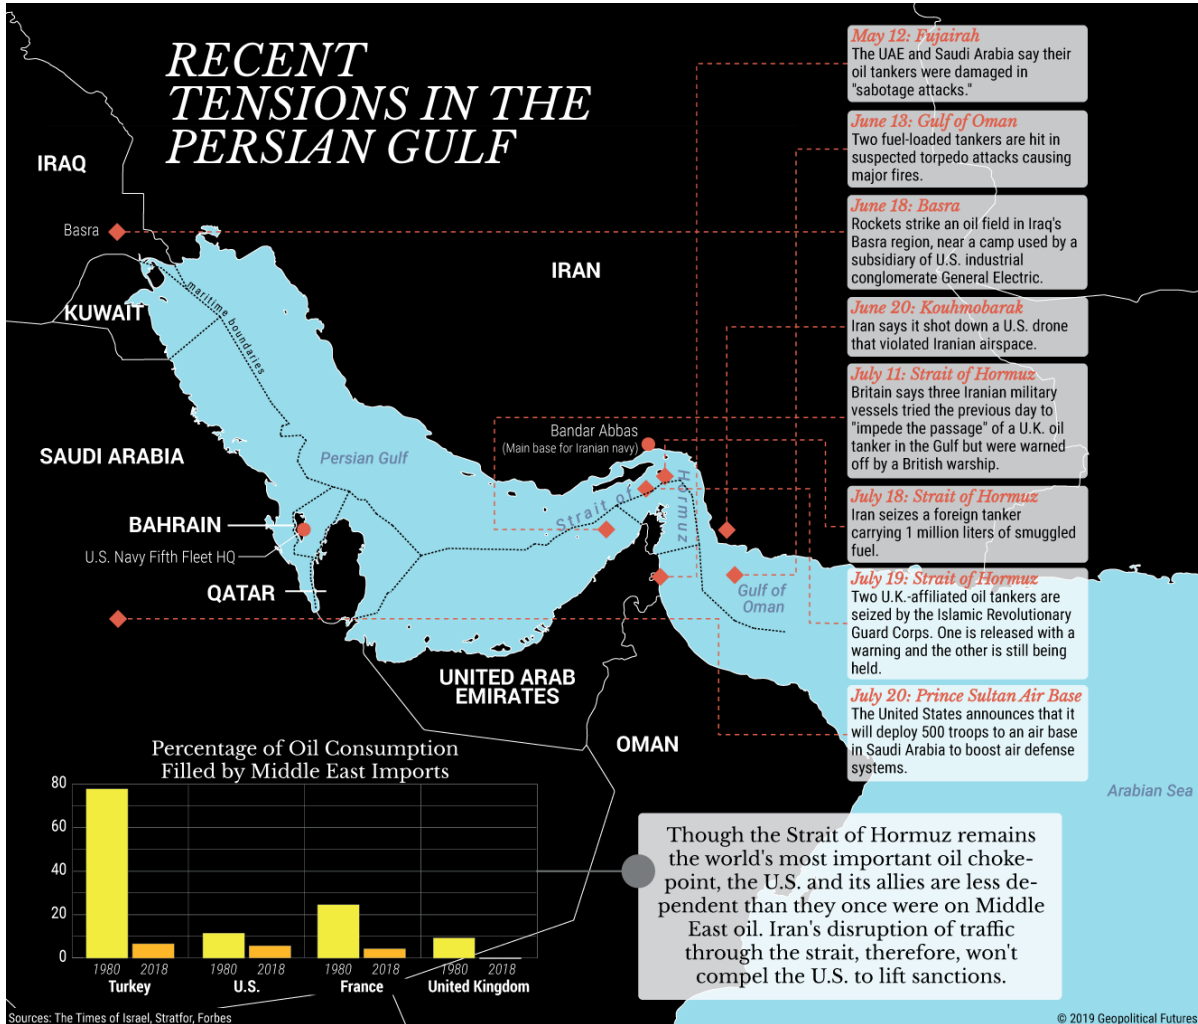 RECENT
TENSIONS IN THE
PERSIAN GULF
IRAQ
Basra
KUWAIT
IRAN
maritime boundaries
SAUDI ARABIA
Persian Gulf
Bandar Abbas
(Main base for Iranian navy)
Strait of Hormuz
BAHRAIN
U.S. Navy Fifth Fleet HQ
QATAR
Gulf of
Oman
UNITED ARAB
EMIRATES
OMAN
Arabian Sea
May 12: Fujairah
The UAE and Saudi Arabia say their
oil tankers were damaged in
"sabotage attacks."
June 13: Gulf of Oman
Two fuel-loaded tankers are hit in
suspected torpedo attacks causing
major fires.
June 18: Basra
Rockets strike an oil field in Iraq's
Basra region, near a camp used by a
subsidiary of U.S. industrial
conglomerate General Electric.
June 20: Kouhmobarak
Iran says it shot down a U.S. drone
that violated Iranian airspace.
July 11: Strait of Hormuz
Britain says three Iranian military
vessels tried the previous day to
"impede the passage" of a U.K. oil
tanker in the Gulf but were warned
off by a British warship.
July 18: Strait of Hormuz
Iran seizes a foreign tanker
carrying 1 million liters of smuggled
fuel.
July 19: Strait of Hormuz
Two U.K.-affiliated oil tankers are
seized by the Islamic Revolutionary
Guard Corps. One is released with a
warning and the other is still being
held.
July 20: Prince Sultan Air Base
The United States announces that it
will deploy 500 troops to an air base
in Saudi Arabia to boost air defense
systems.
Percentage of Oil Consumption
Filled by Middle East Imports
80
60
40
20
0
1980 2018 1980 2018 1980 2018 1980 2018
Turkey U.S. France United Kingdom
Though the Strait of Hormuz remains
the world's most important oil choke-
point, the U.S. and its allies are less de-
pendent than they once were on Middle
East oil. Iran's disruption of traffic
through the strait, therefore, won't
compel the U.S. to lift sanctions.
Sources: The Times of Israel, Stratfor, Forbes
© 2019 Geopolitical Futures